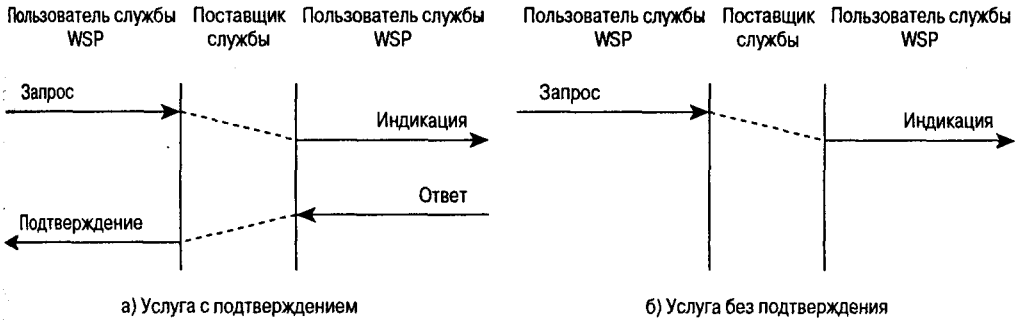 Пользователь службы
WSP
Поставщик
службы
Пользователь службы
WSP
Запрос
Индикация
Ответ
Подтверждение
а) Услуга с подтверждением
Пользователь службы
WSP
Поставщик
службы
Пользователь службы
WSP
Запрос
Индикация
б) Услуга без подтверждения